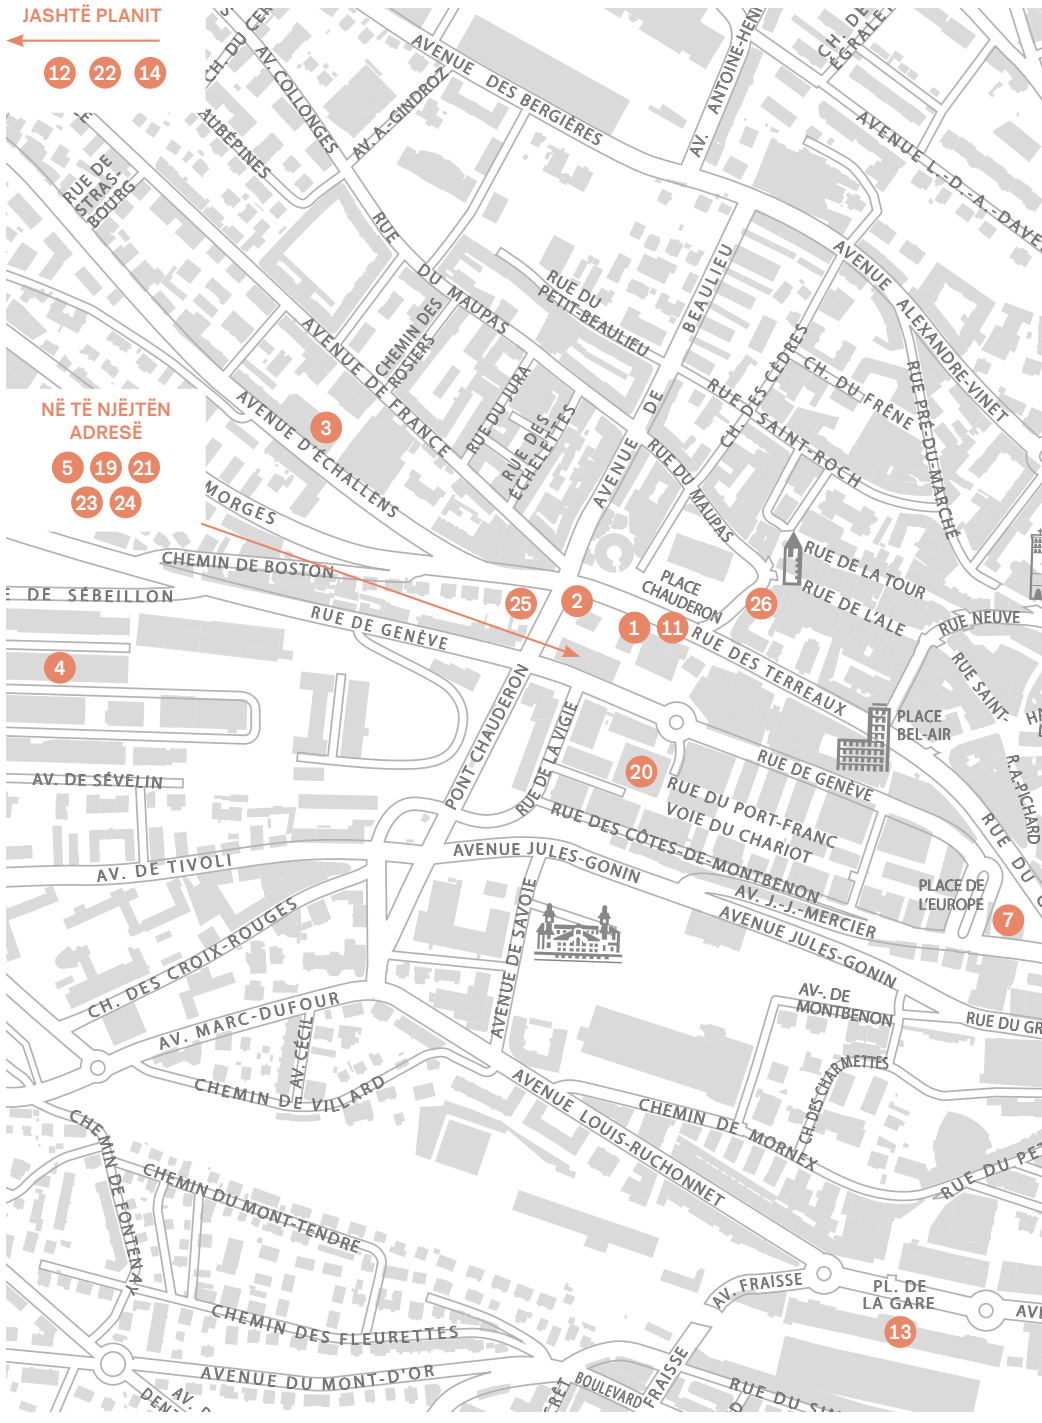 JASHTË PLANIT
12 22 14
AVENUE DES BERGIÈRES
AV. ANTOINE-HENRI
AV. COLLONGES
AV. A.-GINDROZ
AUBÉPINES
RUE DE
STRAS-
BOURG
AVENUE L.-D.-A.-DAVEL
RUE DU MAUPAS
RUE DU
PETIT-BEAULIEU
AVENUE DE BEAULIEU
AVENUE ALEXANDRE-VINET
AVENUE DE FRANCE
CHEMIN DES
ROSIERS
RUE DU JURA
RUE DES
ECHELETTES
CH. DES CÈDRES
CH. DU FRÊNE
RUE PRÉ-DU-MARCHÉ
RUE SAINT-ROCH
RUE DU MAUPAS
NË TË NJËJTËN
ADRESË
5 19 21
23 24
3
AVENUE D'ÉCHALLENS
MORGES
CHEMIN DE BOSTON
E DE SÉBEILLON
RUE DE GENÈVE
25
2
1
11
26
PLACE
CHAUDERON
RUE DE LA TOUR
RUE DE L'ALE
RUE NEUVE
RUE DES TERREAUX
RUE SAINT-
4
PLACE
BEL-AIR
R. A.-PICHARD
PONT CHAUDERON
RUE DE LA VIGIE
AV. DE SÉVELIN
20
RUE DE GENÈVE
RUE DU PORT-FRANC
VOIE DU CHARIOT
RUE DES CÔTES-DE-MONTBENON
RUE DU G
AV. DE TIVOLI
AVENUE JULES-GONIN
AV. J.-J.-MERCIER
PLACE DE
L'EUROPE
7
AVENUE JULES-GONIN
CH. DES CROIX-ROUGES
AVENUE DE SAVOIE
AV. MARC-DUFOUR
AV-. DE
MONTBENON
RUE DU GR
AV. CÉCIL
CHEMIN DE VILLARD
CH. DES CHARMETTES
AVENUE LOUIS-RUCHONNET
CHEMIN DE MORNEX
RUE DU PET
CHEMIN DE FONTENAY
CHEMIN DU MONT-TENDRE
AV. FRAISSE
PL. DE
LA GARE
13
AVE
CHEMIN DES FLEURETTES
AVENUE DU MONT-D'OR
BOULEVARD
FRAISSE
RUE DU SIM